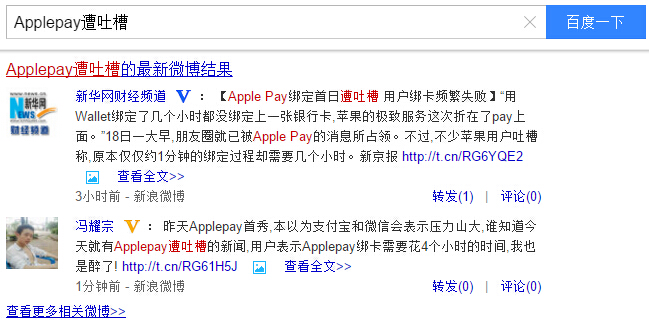 Applepay遭吐槽
百度一下
Applepay遭吐槽的最新微博结果
新华网
News
财经频道
新华网财经频道 V ：【Apple Pay绑定首日遭吐槽 用户绑卡频繁失败】“用
Wallet绑定了几个小时都没绑定上一张银行卡,苹果的极致服务这次折在了pay上
面。”18日一大早,朋友圈就已被Apple Pay的消息所占领。不过,不少苹果用户吐槽
称,原本仅仅约1分钟的绑定过程却需要几个小时。新京报 http://t.cn/RG6YQE2
查看全文>>
3小时前 - 新浪微博 转发(1) | 评论(0)
冯耀宗 V ： 昨天Applepay首秀,本以为支付宝和微信会表示压力山大,谁知道今
天就有Applepay遭吐槽的新闻,用户表示Applepay绑卡需要花4个小时的时间,我也
是醉了! http://t.cn/RG61H5J 查看全文>>
1分钟前 - 新浪微博 转发(0) | 评论(0)
查看更多相关微博>>